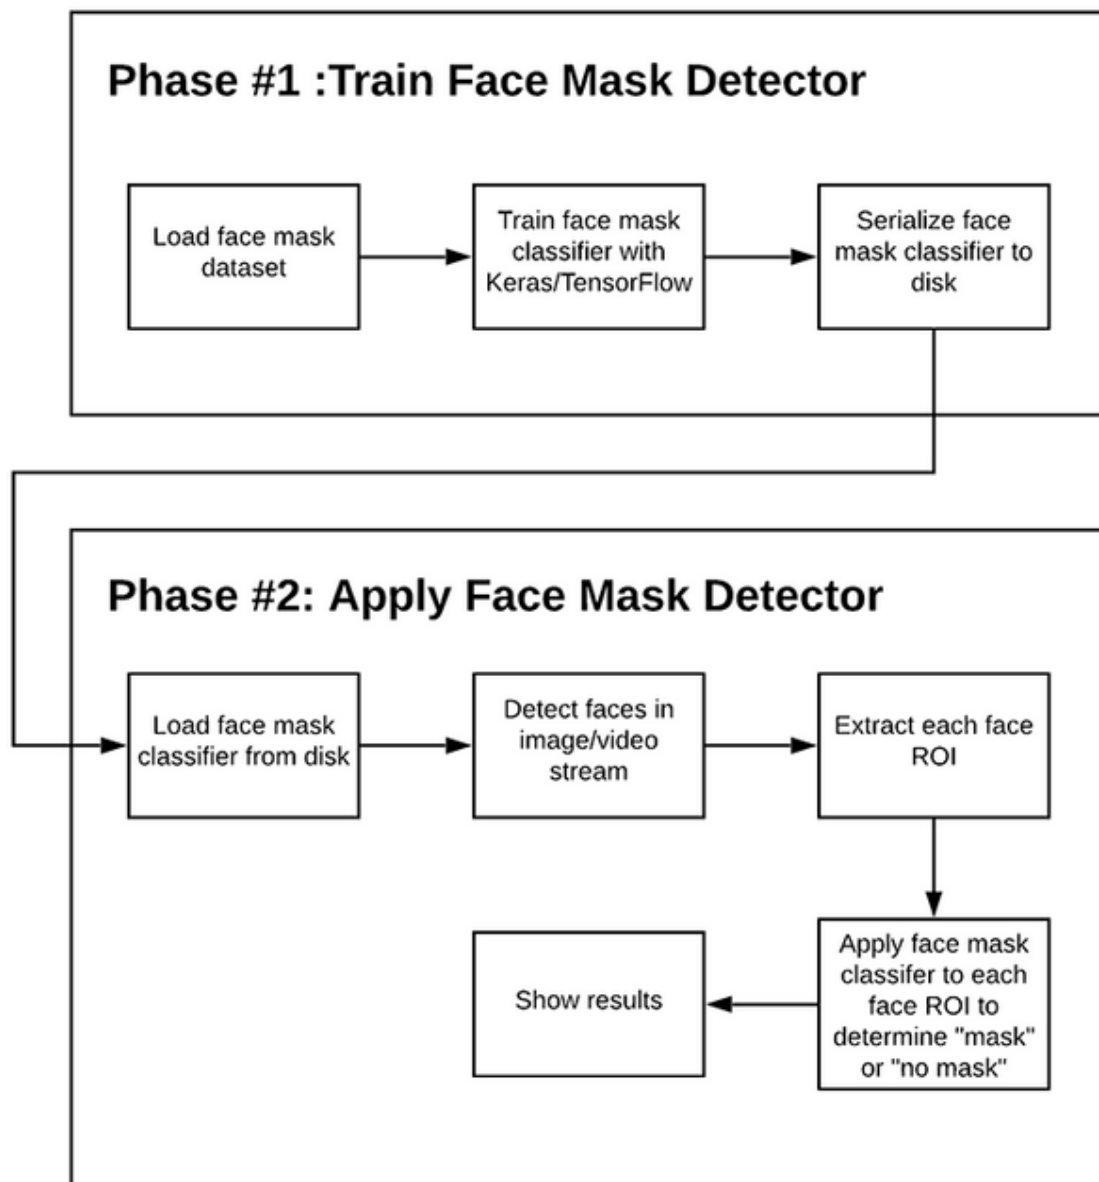 Phase #1 :Train Face Mask Detector
Load face mask
dataset
Train face mask
classifier with
Keras/TensorFlow
Serialize face
mask classifier to
disk
Phase #2: Apply Face Mask Detector
Load face mask
classifier from disk
Detect faces in
image/video
stream
Extract each face
ROI
Apply face mask
classifer to each
face ROI to
determine "mask"
or "no mask"
Show results